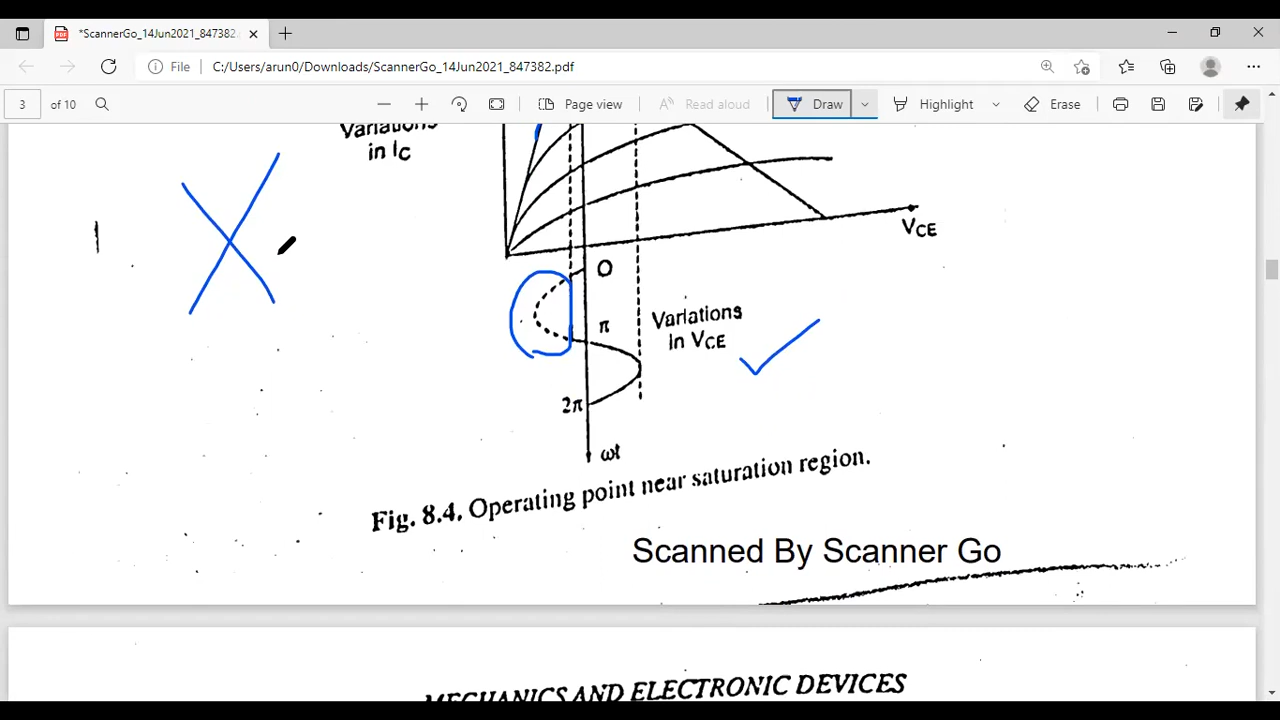 *ScannerGo_14Jun2021_847382.
File C:/Users/arun0/Downloads/ScannerGo_14Jun2021_847382.pdf
3 of 10 Page view Read aloud Draw Highlight Erase
Variations
in IC
VCE
0
π
Variations
in VCE
2π
ωt
Fig. 8.4. Operating point near saturation region.
Scanned By Scanner Go
MECHANICS AND ELECTRONIC DEVICES